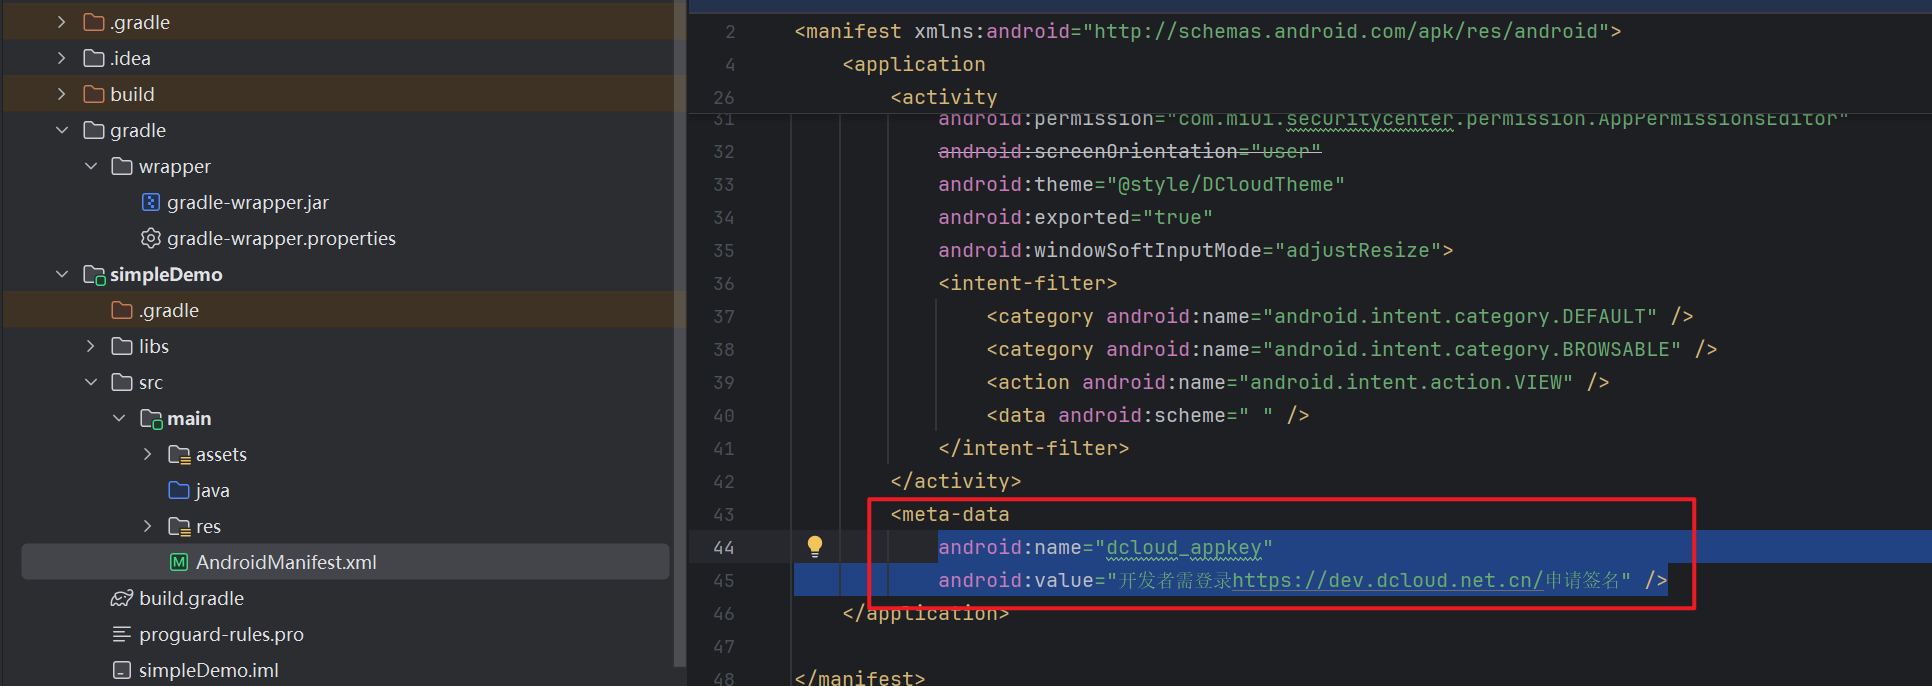 .gradle
.idea
build
gradle
wrapper
gradle-wrapper.jar
gradle-wrapper.properties
simpleDemo
.gradle
libs
src
main
assets
java
res
AndroidManifest.xml
build.gradle
proguard-rules.pro
simpleDemo.iml
2 <manifest xmlns:android="http://schemas.android.com/apk/res/android">
4 <application
26 <activity
31 android:permission="com.miui.securitycenter.permission.AppPermissionsEditor"
32 android:screenOrientation="user"
33 android:theme="@style/DCloudTheme"
34 android:exported="true"
35 android:windowSoftInputMode="adjustResize">
36 <intent-filter>
37 <category android:name="android.intent.category.DEFAULT" />
38 <category android:name="android.intent.category.BROWSABLE" />
39 <action android:name="android.intent.action.VIEW" />
40 <data android:scheme=" " />
41 </intent-filter>
42 </activity>
43 <meta-data
44 android:name="dcloud_appkey"
45 android:value="开发者需登录https://dev.dcloud.net.cn/申请签名" />
46 </application>
47
48 </manifest>